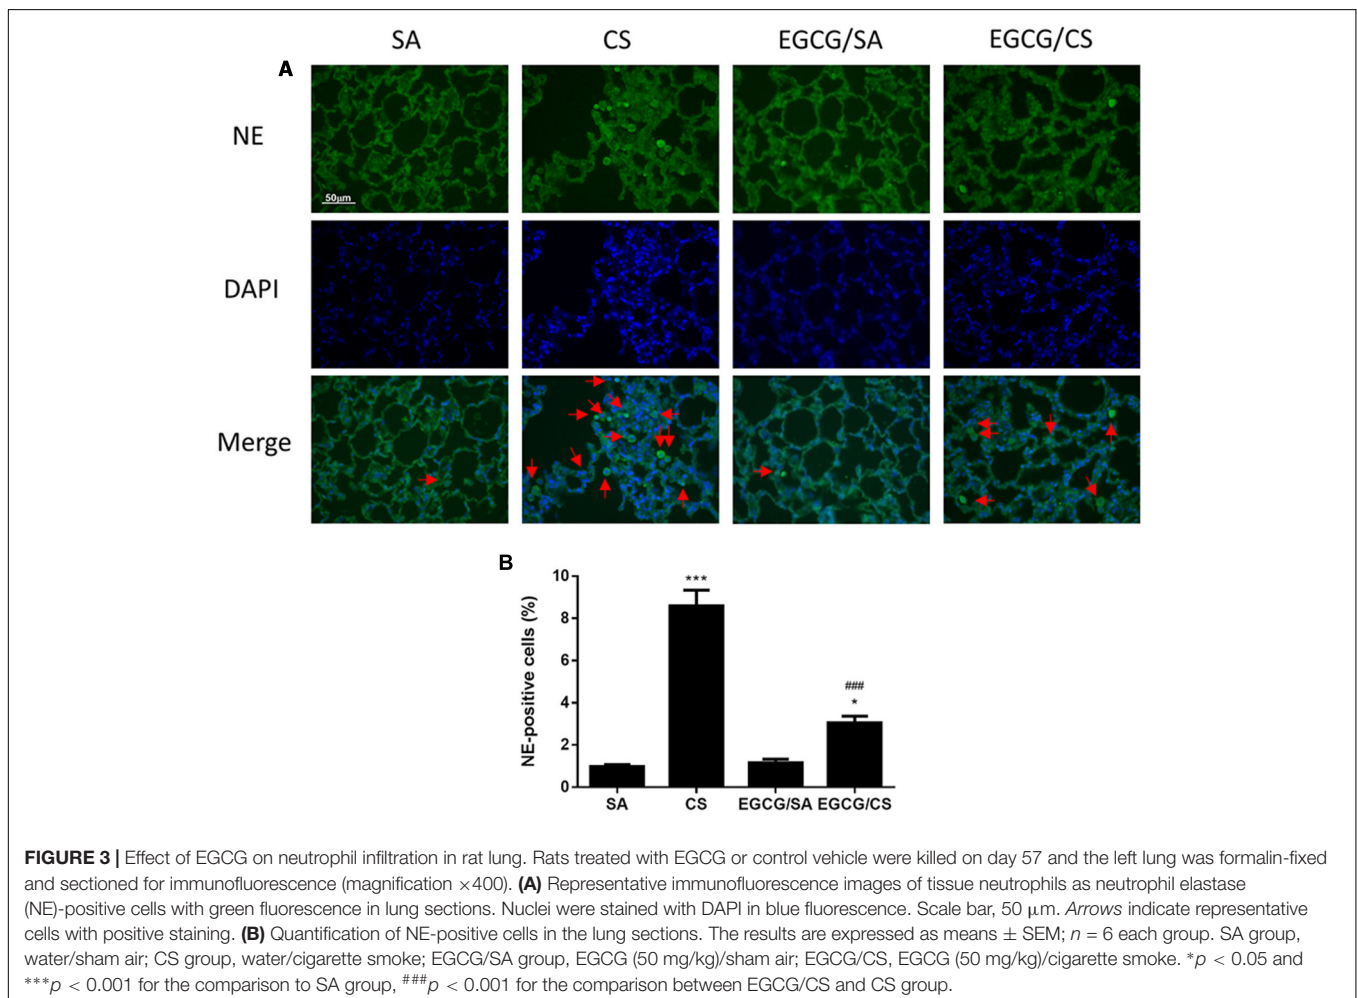 SA CS EGCG/SA EGCG/CS
A
NE
50μm
DAPI
Merge
B
NE-positive cells (%)
10
8
6
4
2
0
***
###
*
SA CS EGCG/SA EGCG/CS
FIGURE 3 | Effect of EGCG on neutrophil infiltration in rat lung. Rats treated with EGCG or control vehicle were killed on day 57 and the left lung was formalin-fixed
and sectioned for immunofluorescence (magnification ×400). (A) Representative immunofluorescence images of tissue neutrophils as neutrophil elastase
(NE)-positive cells with green fluorescence in lung sections. Nuclei were stained with DAPI in blue fluorescence. Scale bar, 50 μm. Arrows indicate representative
cells with positive staining. (B) Quantification of NE-positive cells in the lung sections. The results are expressed as means ± SEM; n = 6 each group. SA group,
water/sham air; CS group, water/cigarette smoke; EGCG/SA group, EGCG (50 mg/kg)/sham air; EGCG/CS, EGCG (50 mg/kg)/cigarette smoke. *p < 0.05 and
***p < 0.001 for the comparison to SA group, ###p < 0.001 for the comparison between EGCG/CS and CS group.